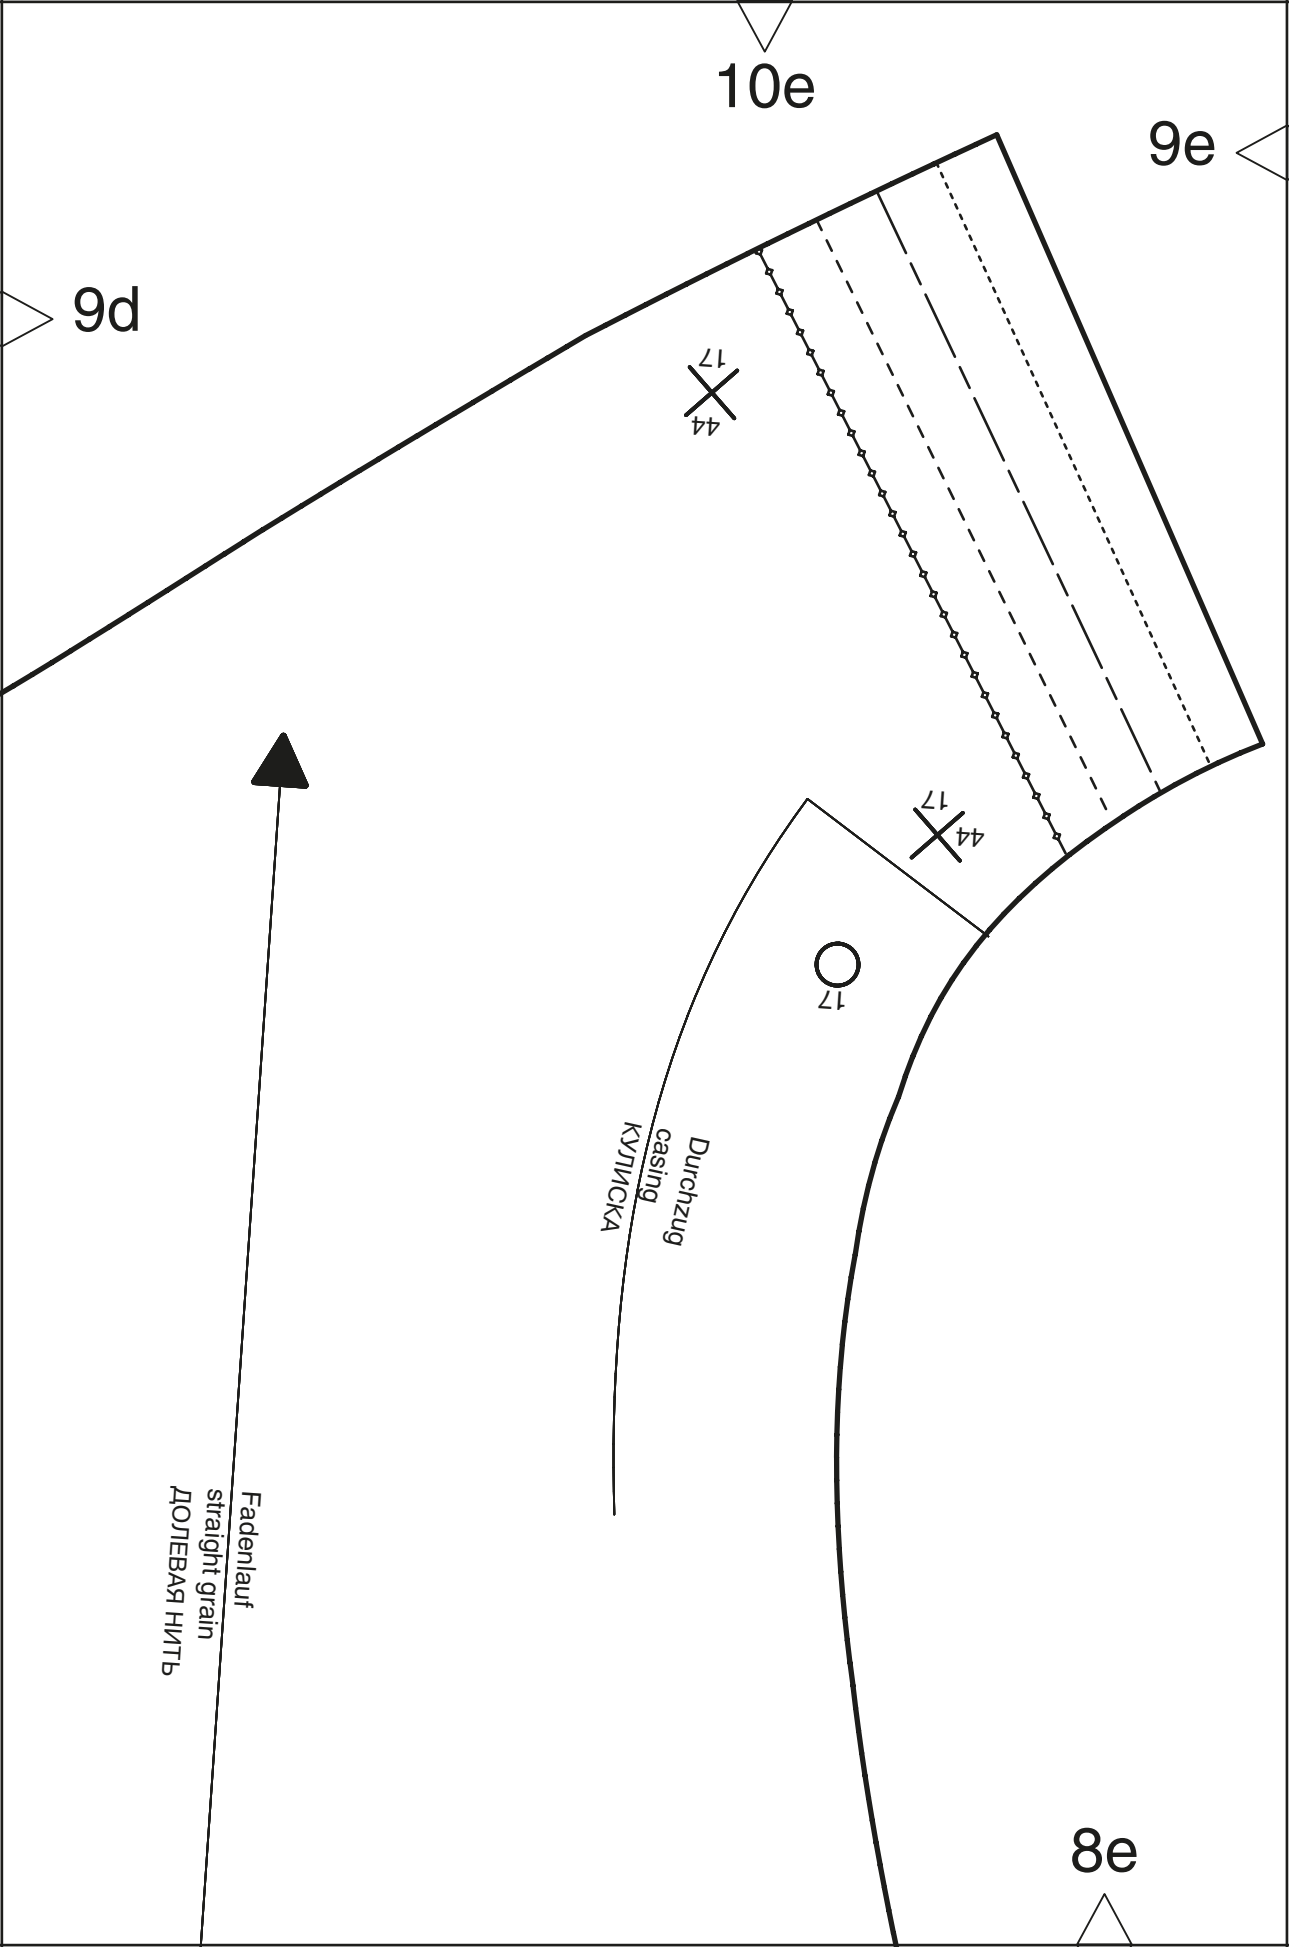 10e
9e
9d
17
44
17
44
17
Durchzug
casing
КУЛИСКА
Fadenlauf
straight grain
ДОЛЕВАЯ НИТЬ
8e